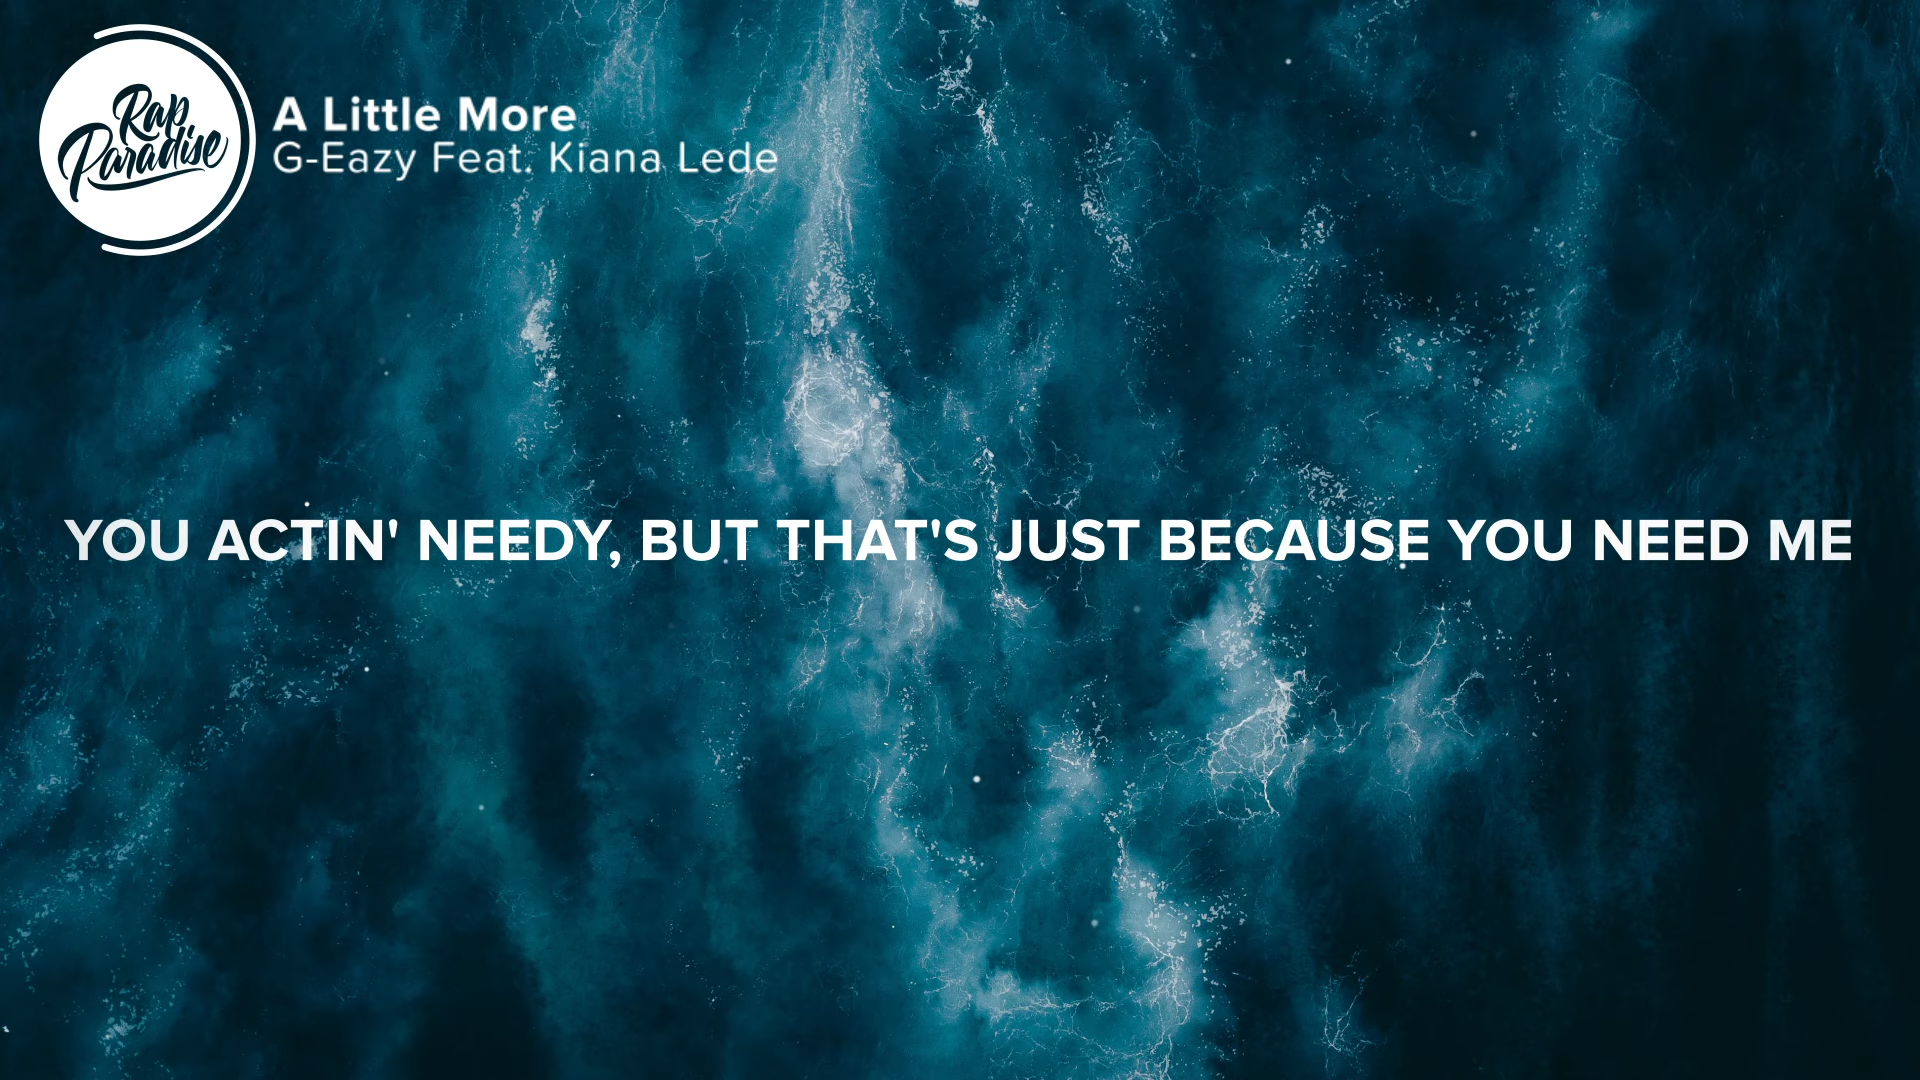 Rap
Paradise
A Little More
G-Eazy Feat. Kiana Lede
YOU ACTIN' NEEDY, BUT THAT'S JUST BECAUSE YOU NEED ME